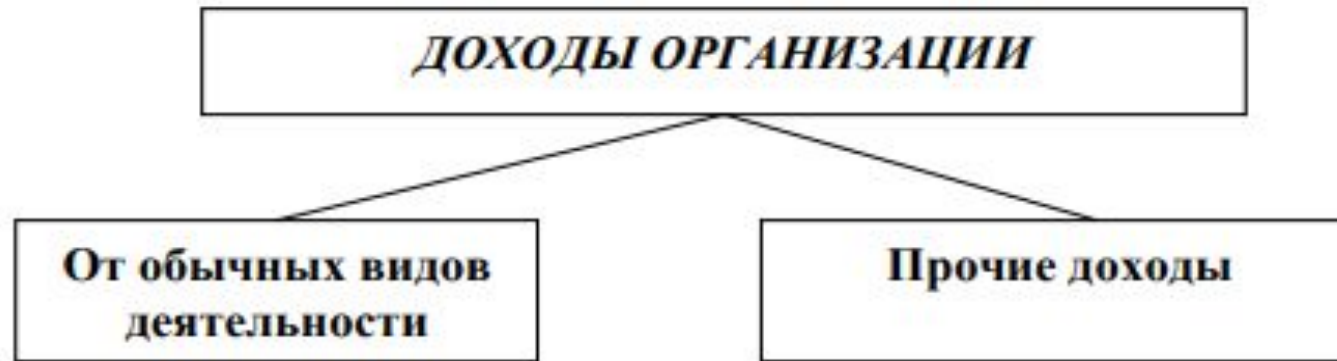 ДОХОДЫ ОРГАНИЗАЦИИ
От обычных видов
деятельности
Прочие доходы